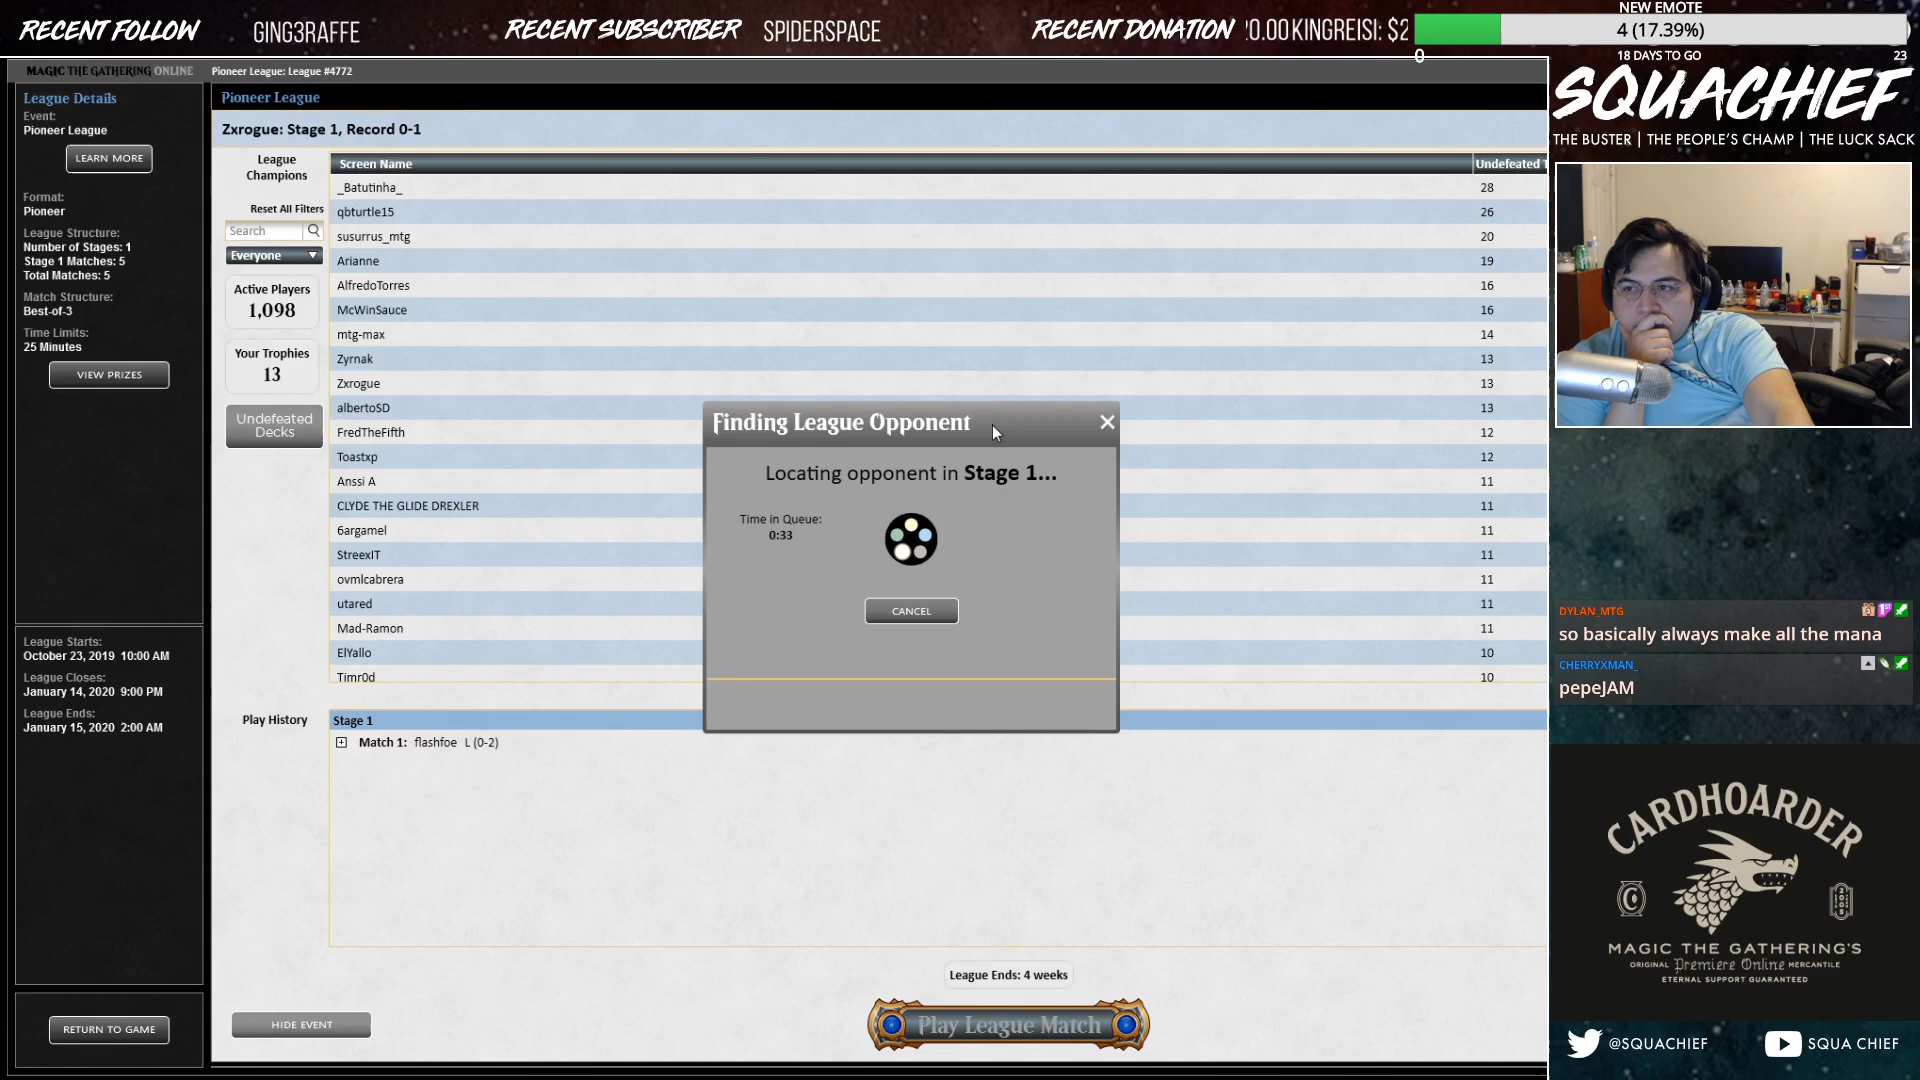 RECENT FOLLOW
GING3RAFFE
RECENT SUBSCRIBER
SPIDERSPACE
RECENT DONATION
0.00KINGREISI: $2
NEW EMOTE
4 (17.39%)
0
18 DAYS TO GO
23
MAGIC THE GATHERING ONLINE
Pioneer League: League #4772
League Details
Event:
Pioneer League
LEARN MORE
Format:
Pioneer
League Structure:
Number of Stages: 1
Stage 1 Matches: 5
Total Matches: 5
Match Structure:
Best-of-3
Time Limits:
25 Minutes
VIEW PRIZES
League Starts:
October 23, 2019 10:00 AM
League Closes:
January 14, 2020 9:00 PM
League Ends:
January 15, 2020 2:00 AM
RETURN TO GAME
Pioneer League
Zxrogue: Stage 1, Record 0-1
League
Champions
Reset All Filters
Search
Everyone
Active Players
1,098
Your Trophies
13
Undefeated
Decks
Screen Name
Undefeated T
_Batutinha_ 28
qbturtle15 26
susurrus_mtg 20
Arianne 19
AlfredoTorres 16
McWinSauce 16
mtg-max 14
Zyrnak 13
Zxrogue 13
albertoSD 13
FredTheFifth 12
Toastxp 12
Anssi A 11
CLYDE THE GLIDE DREXLER 11
6argamel 11
StreexIT 11
ovmlcabrera 11
utared 11
Mad-Ramon 11
ElYallo 10
Timr0d 10
Finding League Opponent
Locating opponent in Stage 1...
Time in Queue:
0:33
CANCEL
Play History
Stage 1
Match 1: flashfoe L (0-2)
League Ends: 4 weeks
HIDE EVENT
Play League Match
SQUACHIEF
THE BUSTER | THE PEOPLE'S CHAMP | THE LUCK SACK
DYLAN_MTG
so basically always make all the mana
CHERRYXMAN_
pepeJAM
CARDHOARDER
MAGIC THE GATHERING'S
ORIGINAL Premiere Online MERCANTILE
ETERNAL SUPPORT GUARANTEED
@SQUACHIEF
SQUA CHIEF